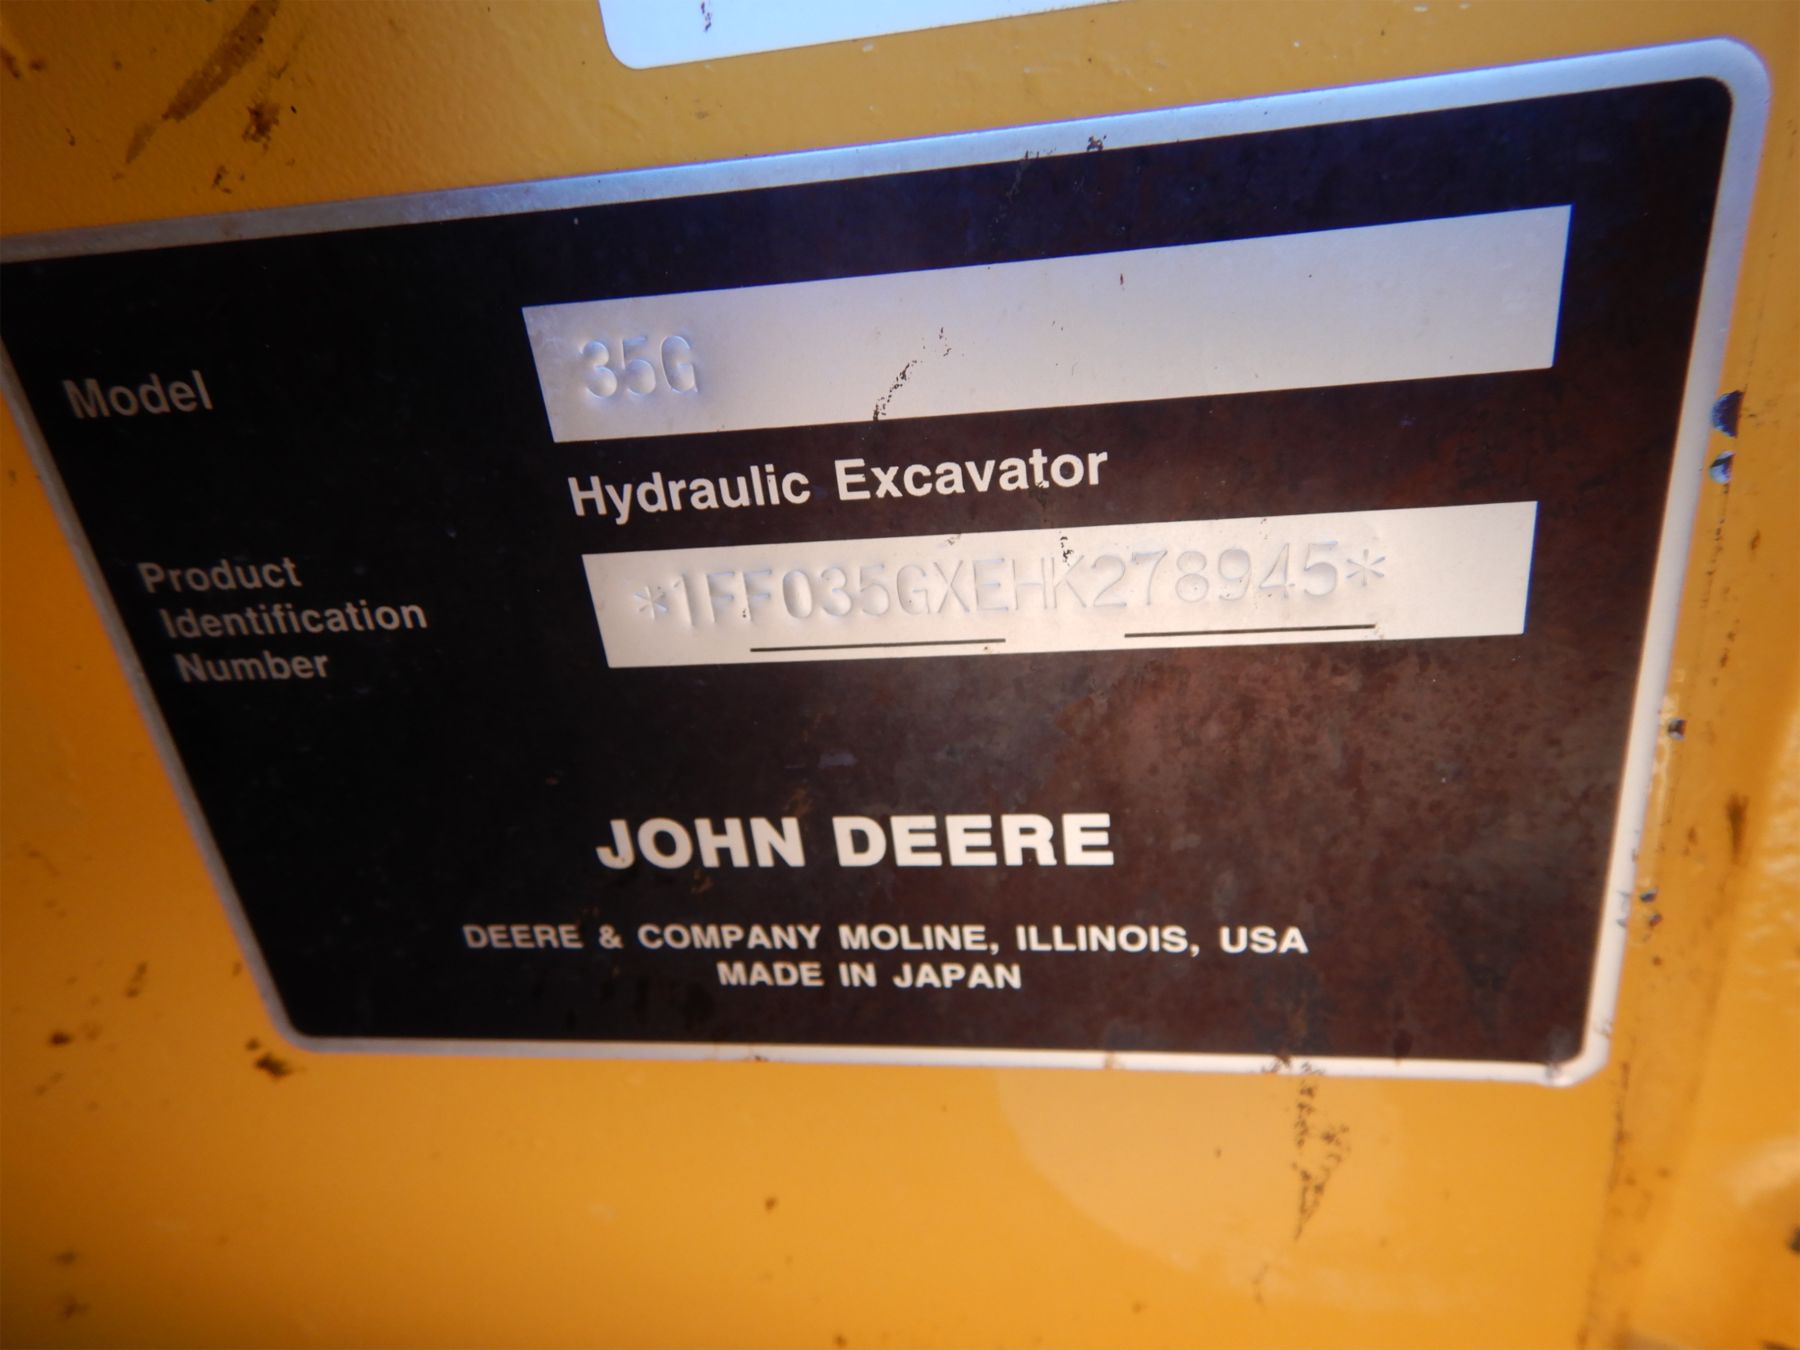 Model 35G
Hydraulic Excavator
Product
Identification
Number
*1FF035GXEHK278945*
JOHN DEERE
DEERE & COMPANY MOLINE, ILLINOIS, USA
MADE IN JAPAN